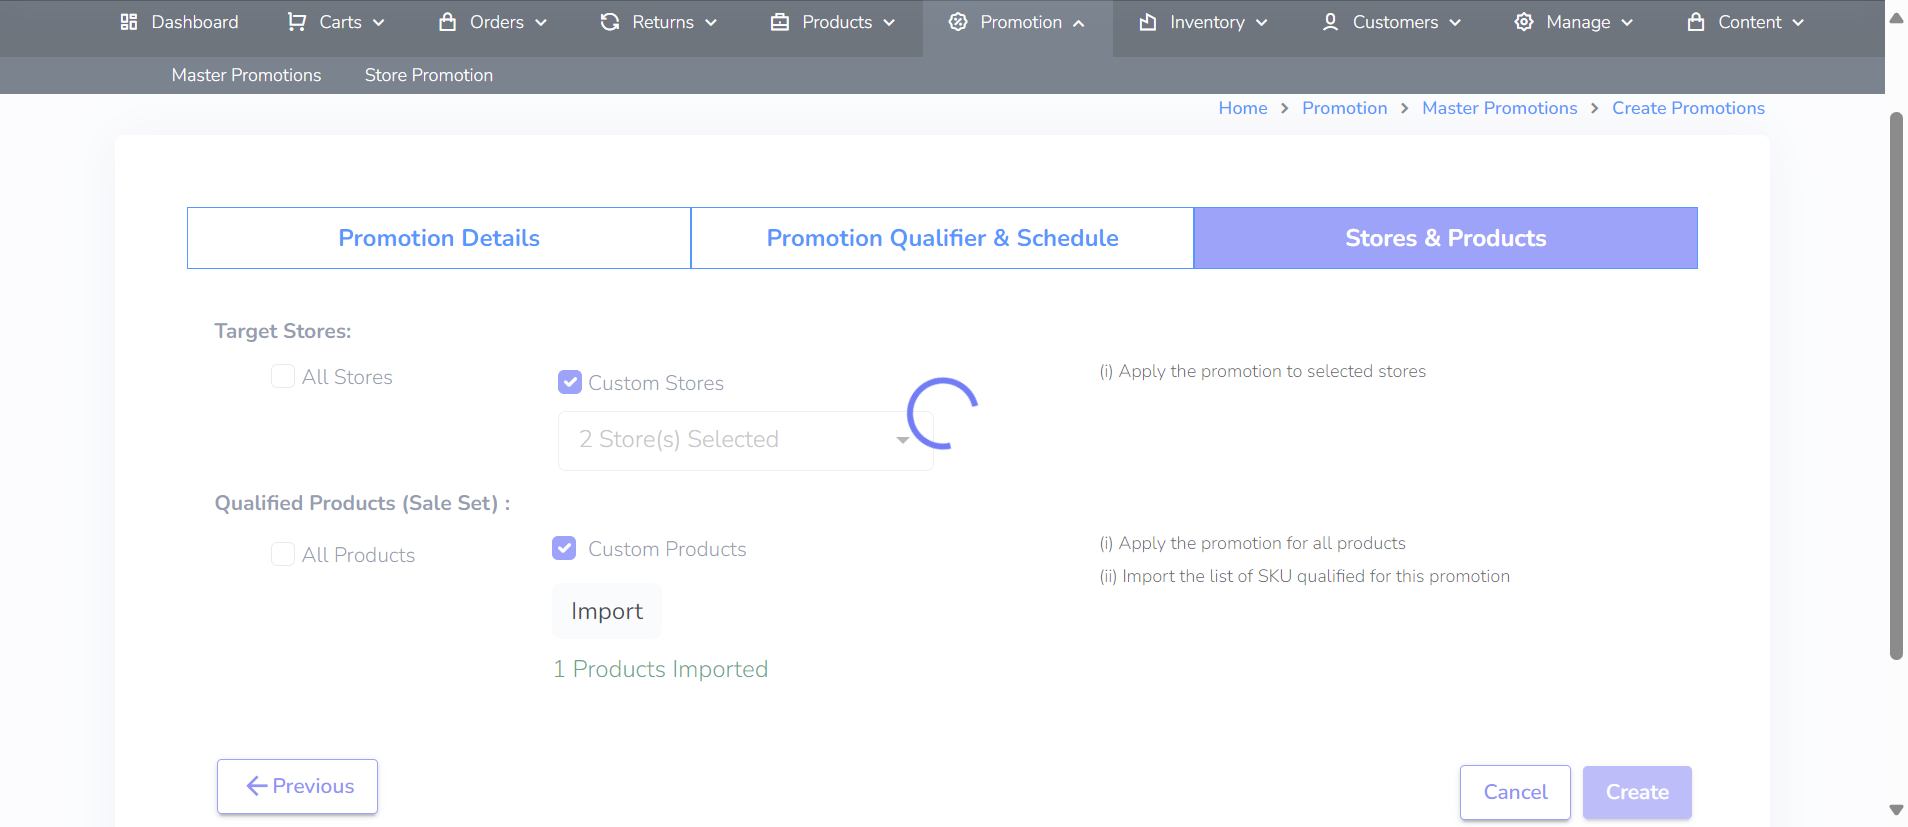 Dashboard Carts Orders Returns Products Promotion Inventory Customers Manage Content
Master Promotions Store Promotion
Home > Promotion > Master Promotions > Create Promotions
Promotion Details Promotion Qualifier & Schedule Stores & Products
Target Stores:
All Stores Custom Stores (i) Apply the promotion to selected stores
2 Store(s) Selected
Qualified Products (Sale Set) :
All Products Custom Products (i) Apply the promotion for all products
(ii) Import the list of SKU qualified for this promotion
Import
1 Products Imported
Previous Cancel Create